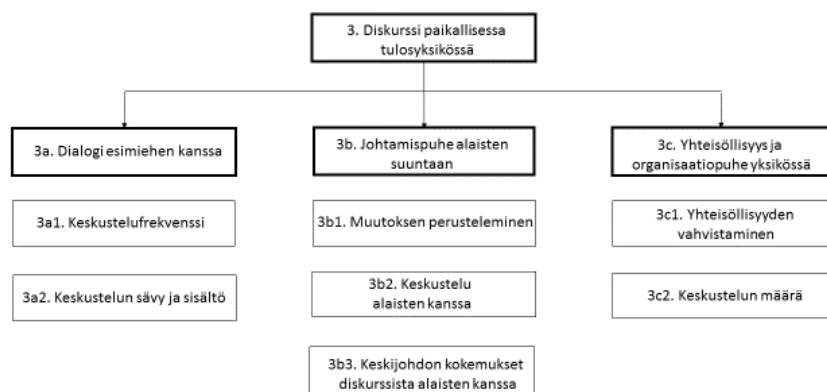 3. Diskurssi paikallisessa
tulosyksikössä
3a. Dialogi esimiehen kanssa
3b. Johtamispuhe alaisten
suuntaan
3c. Yhteisöllisyys ja
organisaatiopuhe yksikössä
3a1. Keskustelufrekvenssi
3b1. Muutoksen perusteleminen
3c1. Yhteisöllisyyden
vahvistaminen
3a2. Keskustelun sävy ja sisältö
3b2. Keskustelu
alaisten kanssa
3c2. Keskustelun määrä
3b3. Keskijohdon kokemukset
diskurssista alaisten kanssa